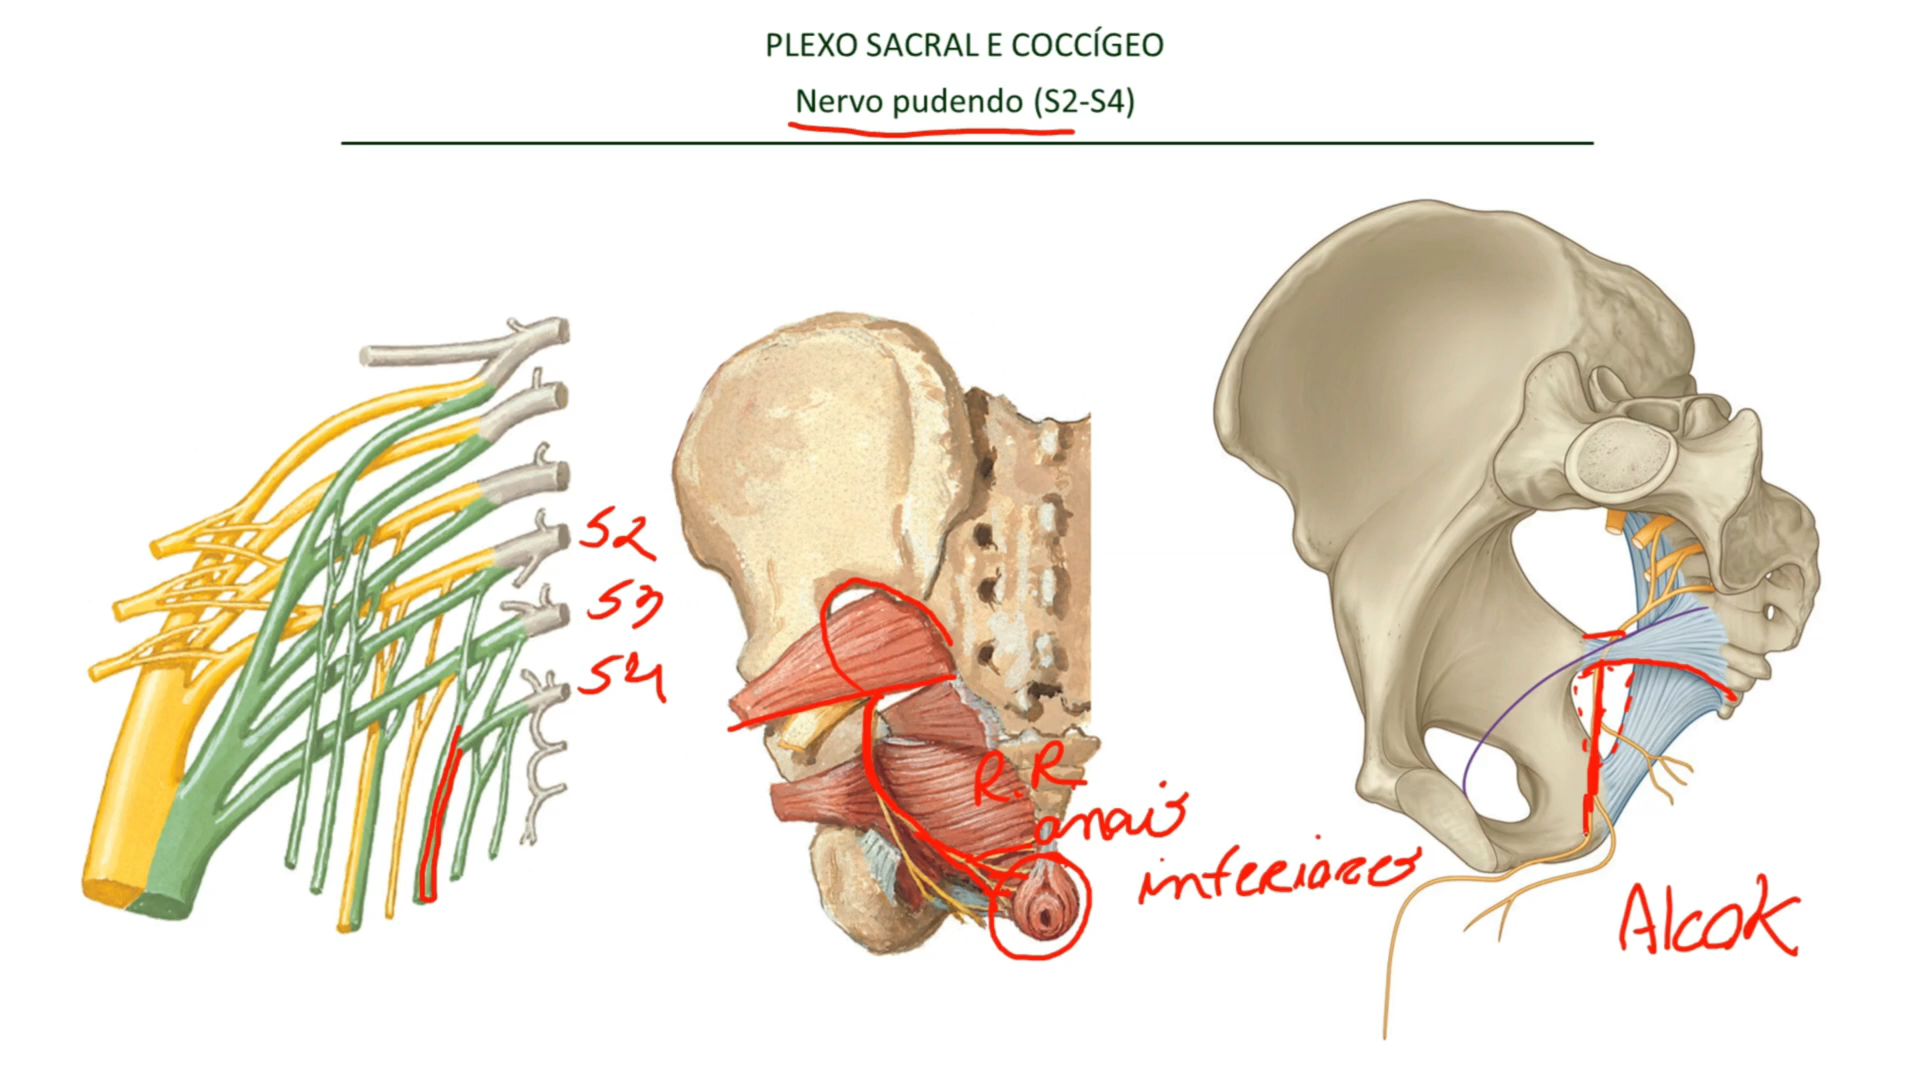 PLEXO SACRAL E COCCÍGEO
Nervo pudendo (S2-S4)
S2
S3
S4
R.R.
anais
inferiores
Alcok